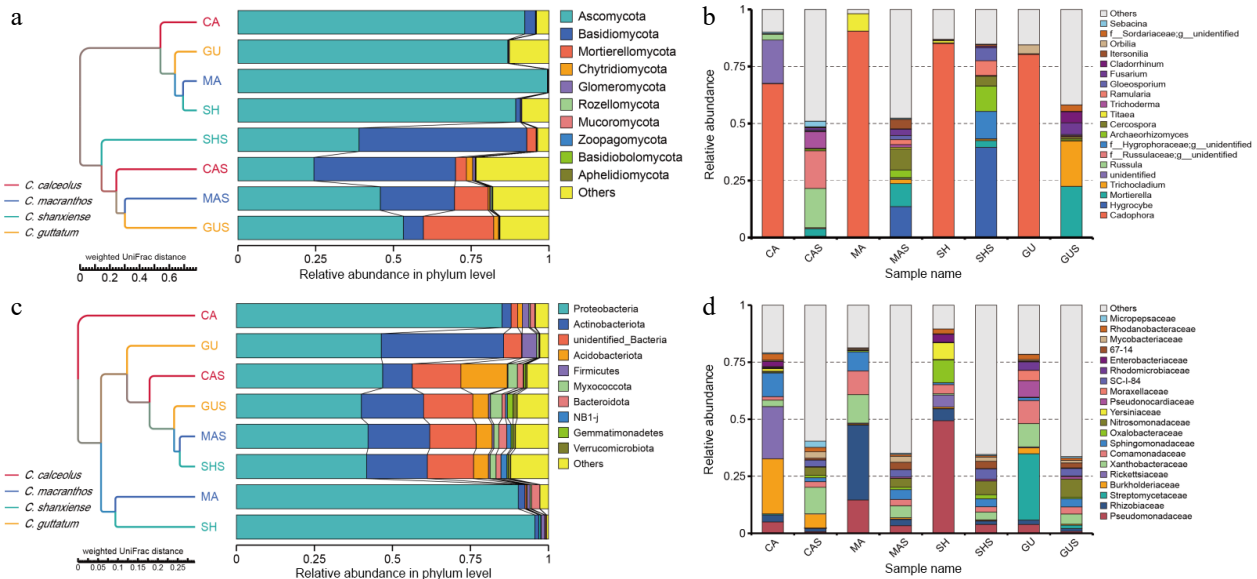 a
CA
GU
MA
SH
SHS
CAS
MAS
GUS
C. calceolus
C. macranthos
C. shanxiense
C. guttatum
weighted UniFrac distance
0 0.2 0.4 0.6
0 0.25 0.5 0.75 1
Relative abundance in phylum level
Ascomycota
Basidiomycota
Mortierellomycota
Chytridiomycota
Glomeromycota
Rozellomycota
Mucoromycota
Zoopagomycota
Basidiobolomycota
Aphelidiomycota
Others
b
Relative abundance
1
0.75
0.5
0.25
0
CA CAS MA MAS SH SHS GU GUS
Sample name
Others
Sebacina
f__Sordariaceae;g__unidentified
Orbilia
Itersonilia
Cladorrhinum
Fusarium
Gloeosporium
Ramularia
Trichoderma
Titaea
Cercospora
Archaeorhizomyces
f__Hygrophoraceae;g__unidentified
f__Russulaceae;g__unidentified
Russula
unidentified
Trichocladium
Mortierella
Hygrocybe
Cadophora
c
CA
GU
CAS
GUS
MAS
SHS
MA
SH
C. calceolus
C. macranthos
C. shanxiense
C. guttatum
weighted UniFrac distance
0 0.05 0.1 0.15 0.2 0.25
0 0.25 0.5 0.75 1
Relative abundance in phylum level
Proteobacteria
Actinobacteriota
unidentified_Bacteria
Acidobacteriota
Firmicutes
Myxococcota
Bacteroidota
NB1-j
Gemmatimonadetes
Verrucomicrobiota
Others
d
Relative abundance
1
0.75
0.5
0.25
0
CA CAS MA MAS SH SHS GU GUS
Sample name
Others
Micropepsaceae
Rhodanobacteraceae
Mycobacteriaceae
67-14
Enterobacteriaceae
Rhodomicrobiaceae
SC-I-84
Moraxellaceae
Pseudonocardiaceae
Yersiniaceae
Nitrosomonadaceae
Oxalobacteraceae
Sphingomonadaceae
Comamonadaceae
Xanthobacteraceae
Rickettsiaceae
Burkholderiaceae
Streptomycetaceae
Rhizobiaceae
Pseudomonadaceae